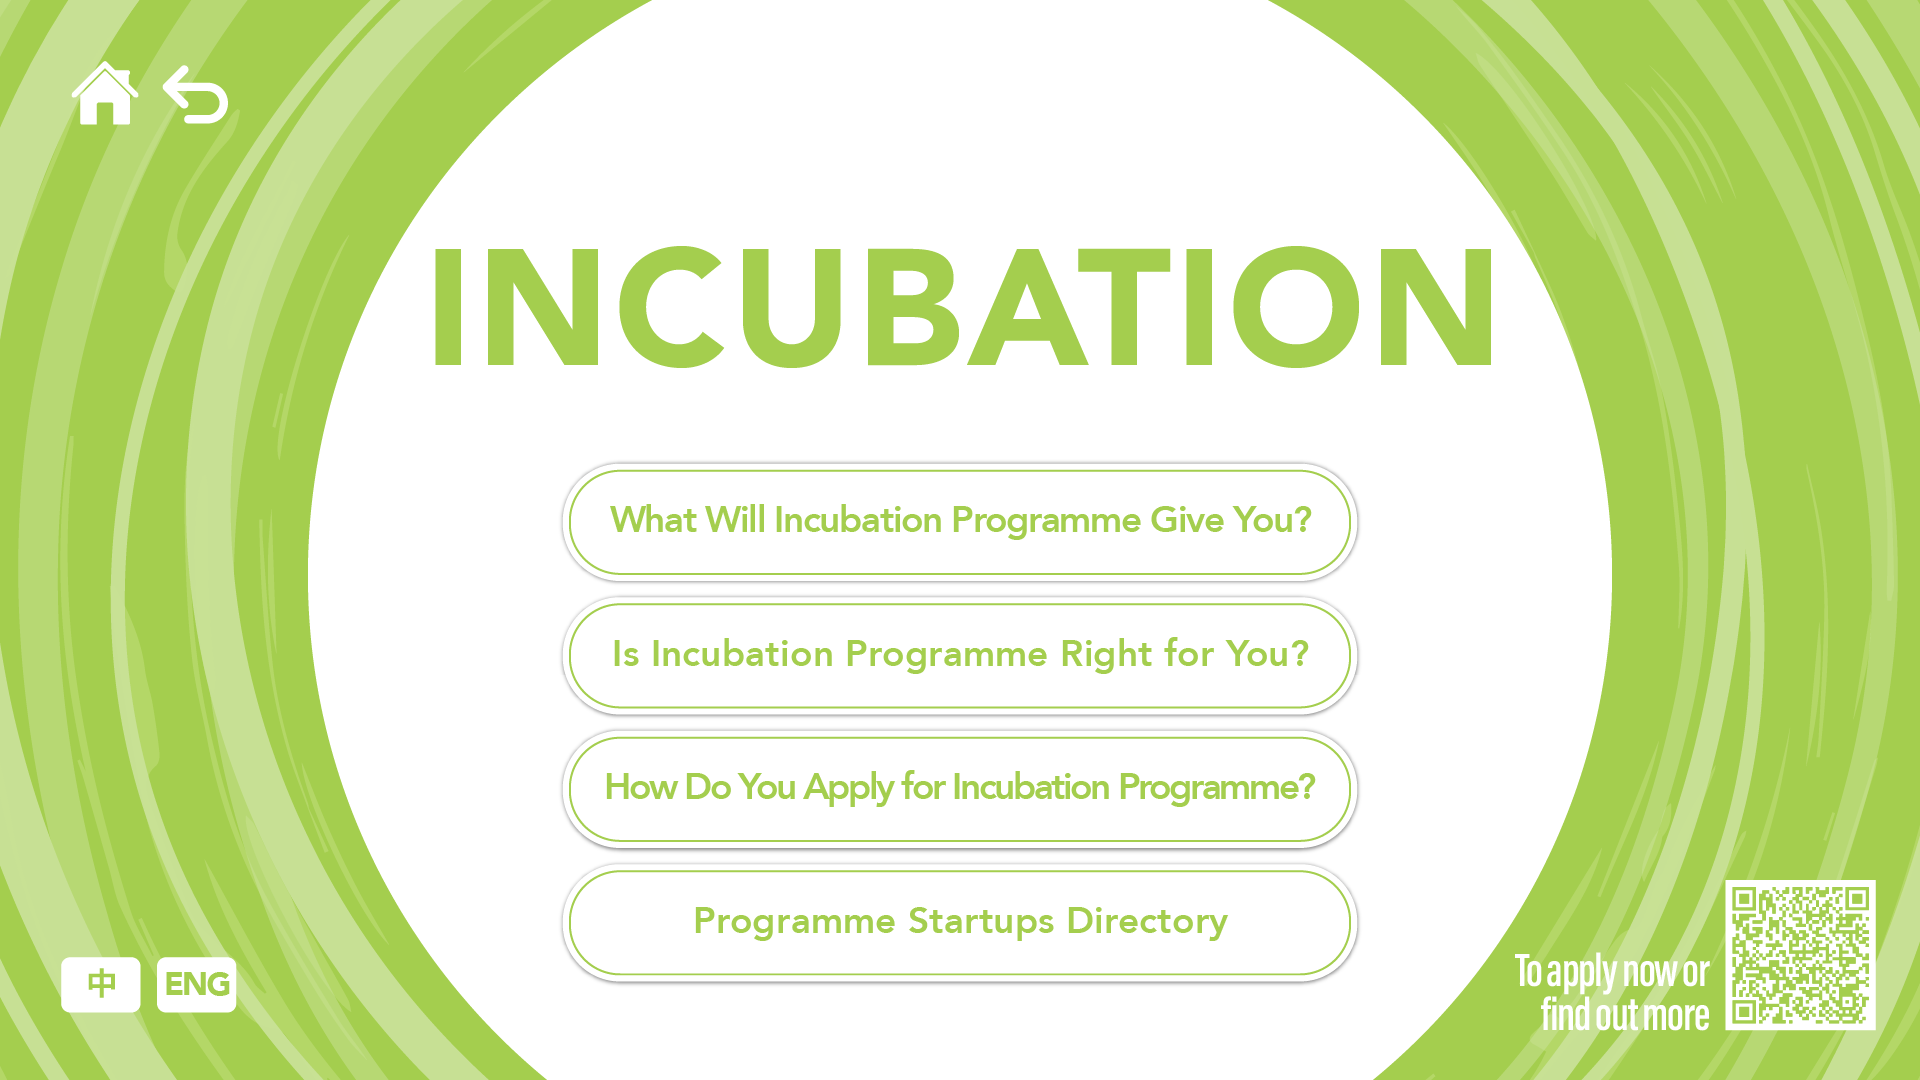 INCUBATION
What Will Incubation Programme Give You?
Is Incubation Programme Right for You?
How Do You Apply for Incubation Programme?
Programme Startups Directory
中
ENG
To apply now or
find out more